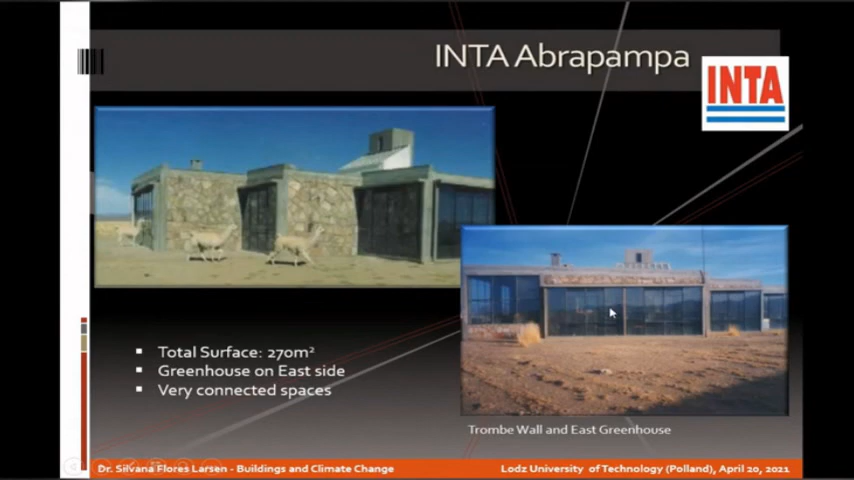 INTA Abrapampa
INTA
Total Surface: 270m²
Greenhouse on East side
Very connected spaces
Trombe Wall and East Greenhouse
Dr. Silvana Flores Larsen - Buildings and Climate Change
Lodz University of Technology (Polland), April 20, 2021